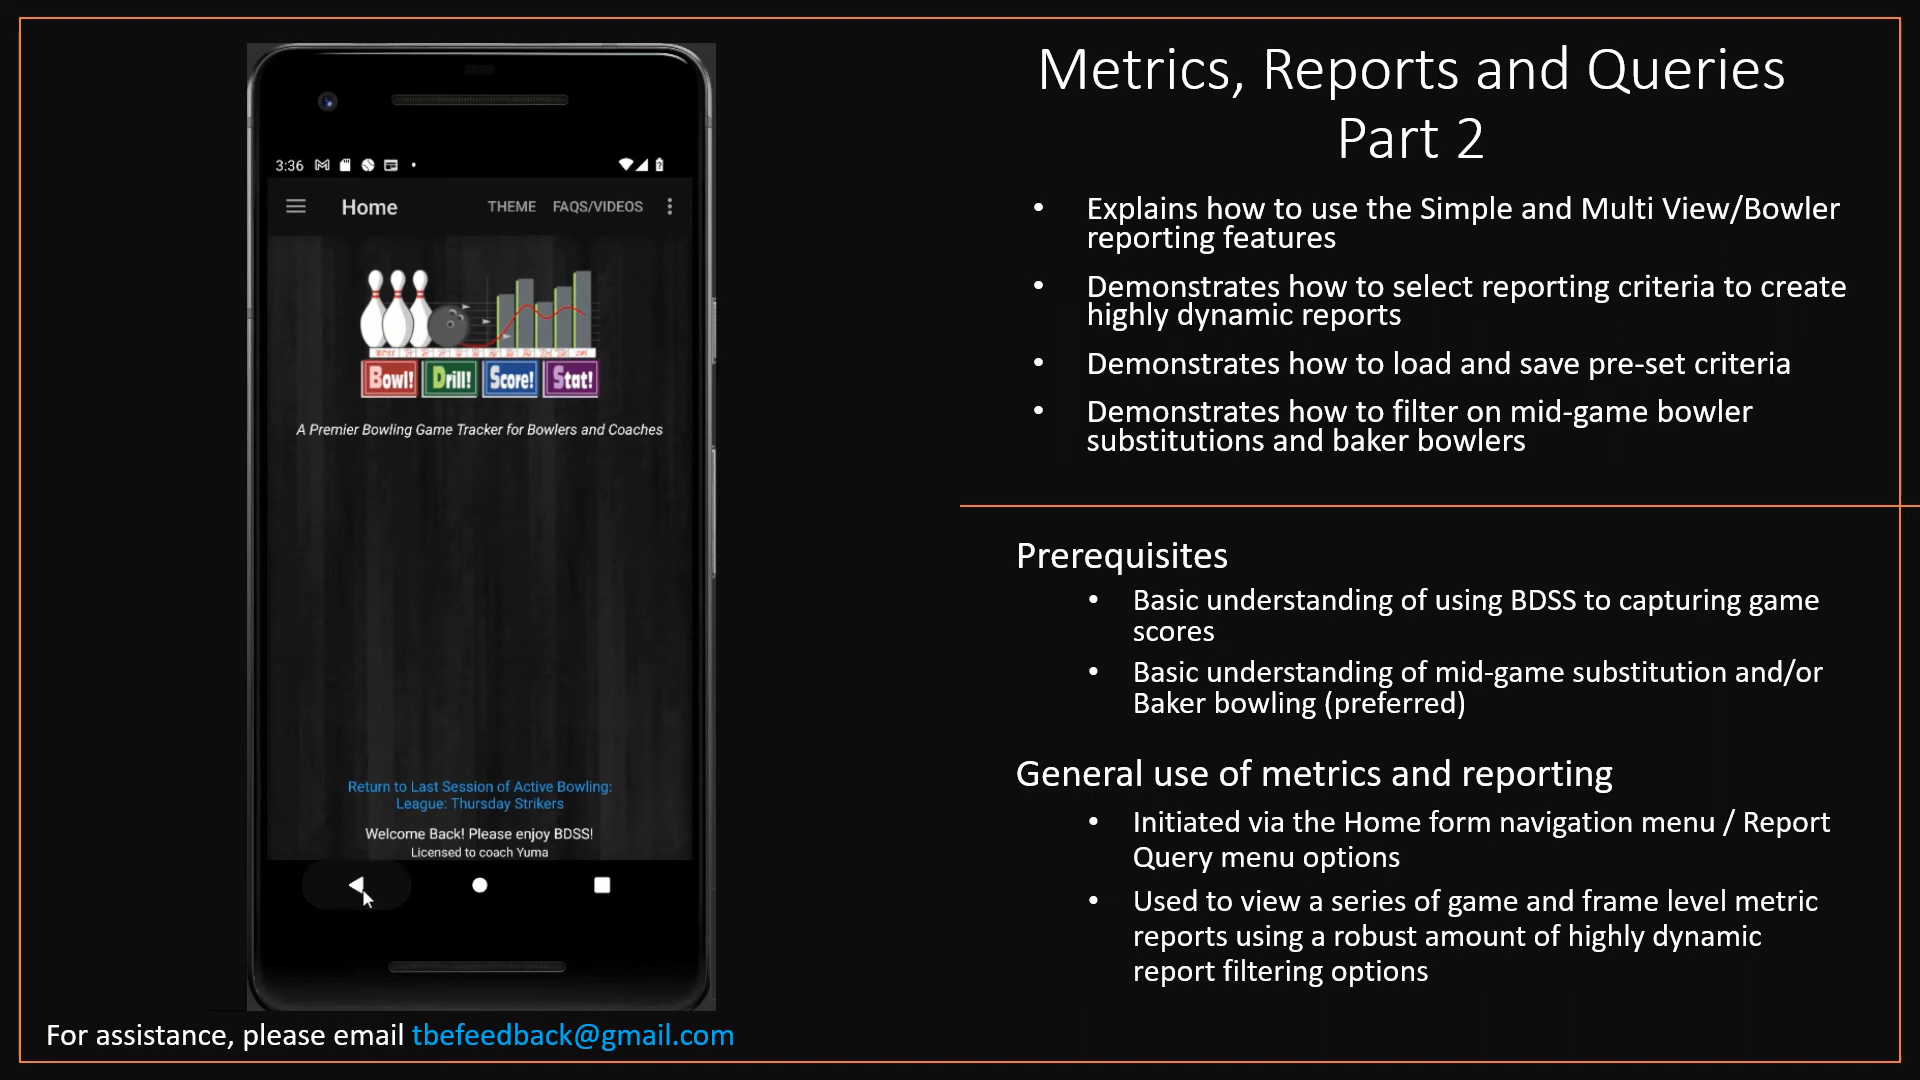 Metrics, Reports and Queries
Part 2
• Explains how to use the Simple and Multi View/Bowler
reporting features
• Demonstrates how to select reporting criteria to create
highly dynamic reports
• Demonstrates how to load and save pre-set criteria
• Demonstrates how to filter on mid-game bowler
substitutions and baker bowlers
Prerequisites
• Basic understanding of using BDSS to capturing game
scores
• Basic understanding of mid-game substitution and/or
Baker bowling (preferred)
General use of metrics and reporting
• Initiated via the Home form navigation menu / Report
Query menu options
• Used to view a series of game and frame level metric
reports using a robust amount of highly dynamic
report filtering options
3:36
Home THEME FAQS/VIDEOS
Bowl! Drill! Score! Stat!
A Premier Bowling Game Tracker for Bowlers and Coaches
Return to Last Session of Active Bowling:
League: Thursday Strikers
Welcome Back! Please enjoy BDSS!
Licensed to coach Yuma
For assistance, please email tbefeedback@gmail.com